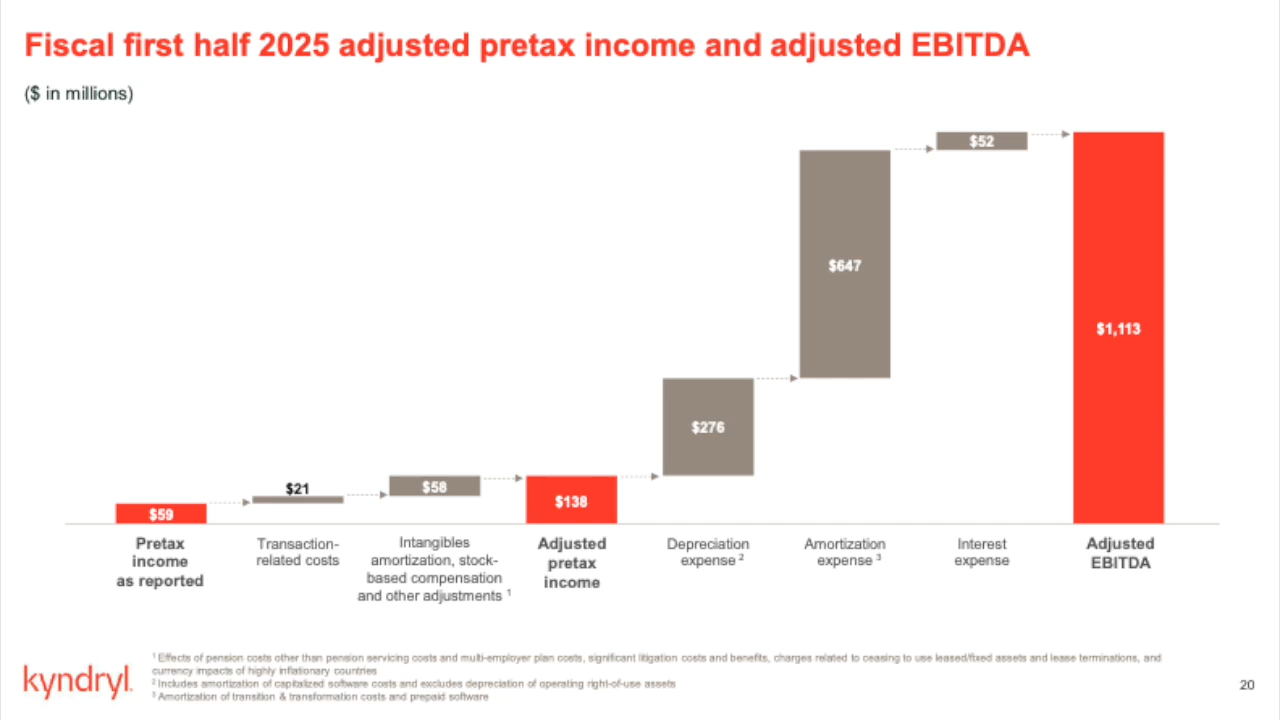 Fiscal first half 2025 adjusted pretax income and adjusted EBITDA
($ in millions)
$59
$21
$58
$138
$276
$647
$52
$1,113
Pretax
income
as reported
Transaction-
related costs
Intangibles
amortization, stock-
based compensation
and other adjustments ¹
Adjusted
pretax
income
Depreciation
expense ²
Amortization
expense ³
Interest
expense
Adjusted
EBITDA
kyndryl.
¹ Effects of pension costs other than pension servicing costs and multi-employer plan costs, significant litigation costs and benefits, charges related to ceasing to use leased/fixed assets and lease terminations, and
currency impacts of highly inflationary countries
² Includes amortization of capitalized software costs and excludes depreciation of operating right-of-use assets
³ Amortization of transition & transformation costs and prepaid software
20